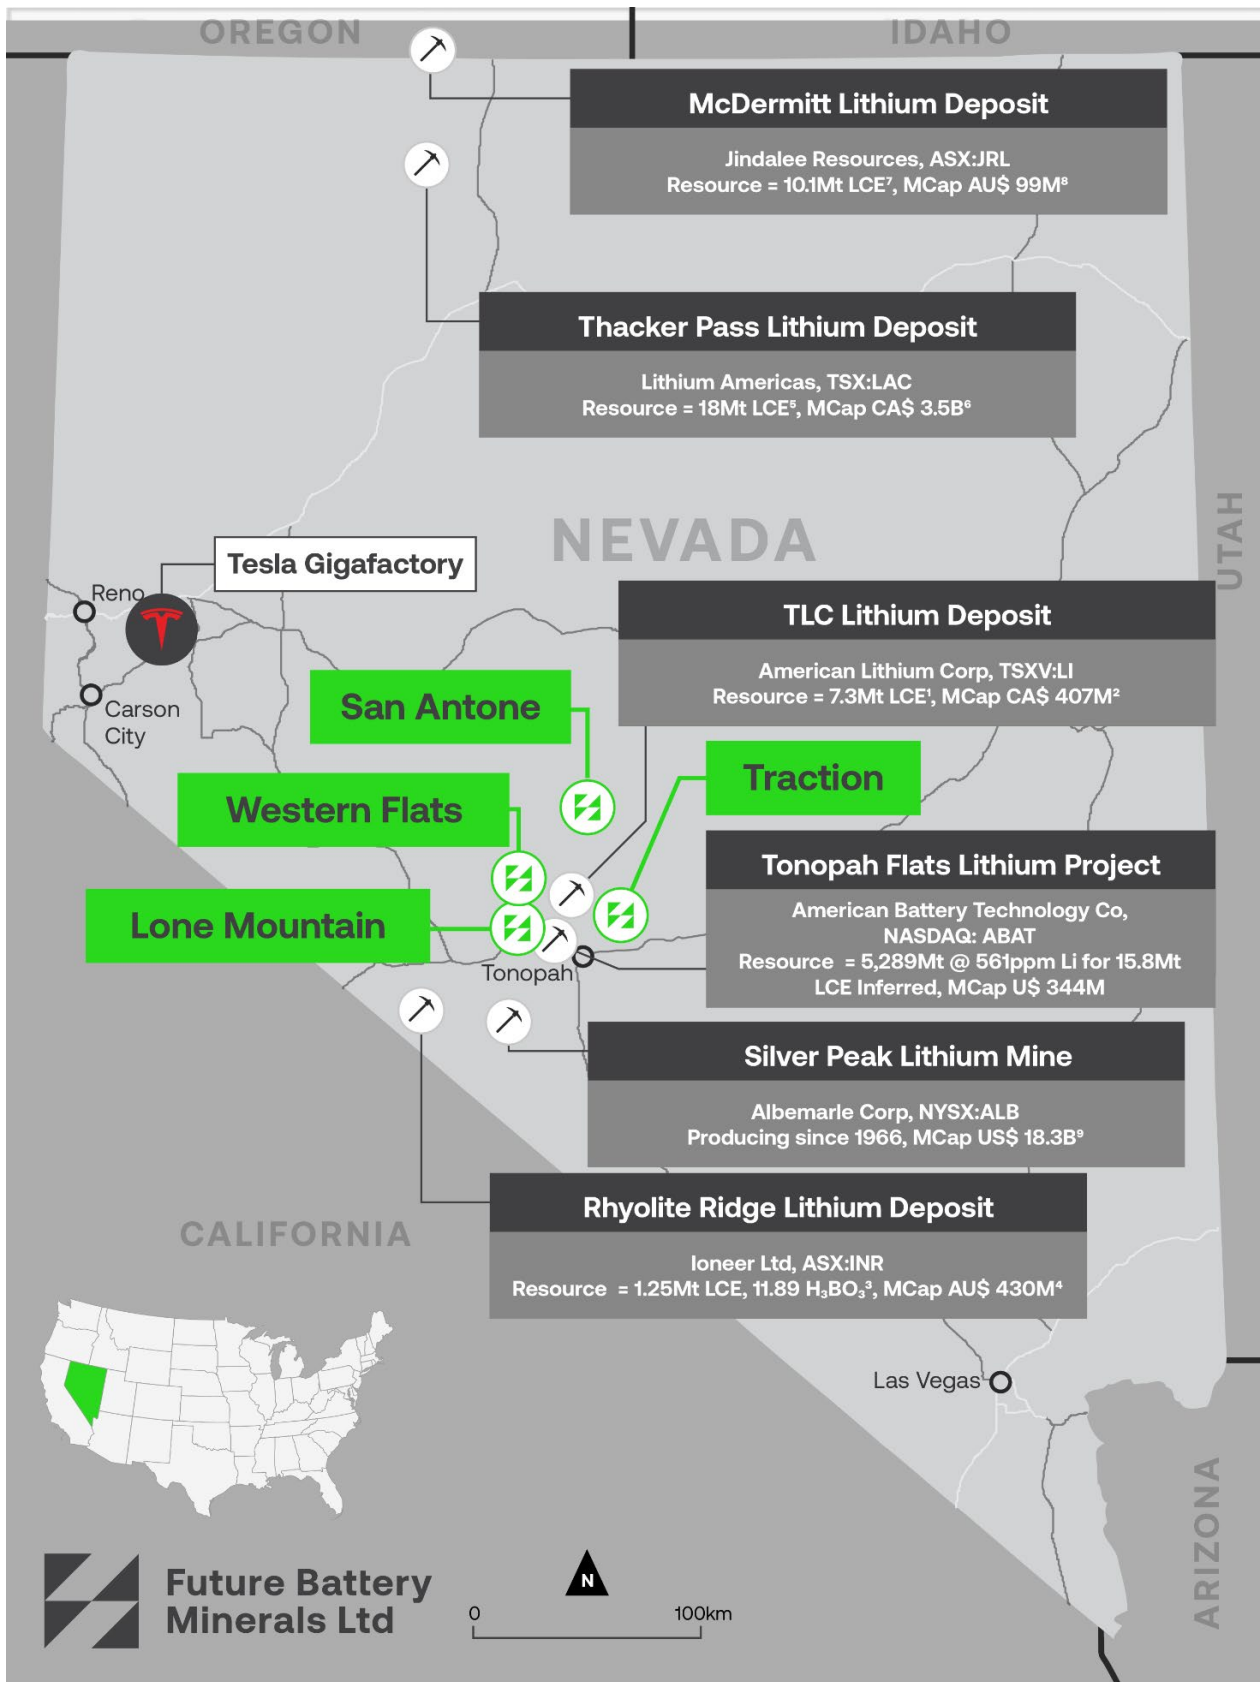 OREGON
IDAHO
McDermitt Lithium Deposit
Jindalee Resources, ASX:JRL
Resource = 10.1Mt LCE⁷, MCap AU$ 99M⁸
Thacker Pass Lithium Deposit
Lithium Americas, TSX:LAC
Resource = 18Mt LCE⁵, MCap CA$ 3.5B⁶
NEVADA
UTAH
Tesla Gigafactory
Reno
Carson
City
TLC Lithium Deposit
American Lithium Corp, TSXV:LI
Resource = 7.3Mt LCE¹, MCap CA$ 407M²
San Antone
Traction
Western Flats
Lone Mountain
Tonopah Flats Lithium Project
American Battery Technology Co,
NASDAQ: ABAT
Resource = 5,289Mt @ 561ppm Li for 15.8Mt
LCE Inferred, MCap U$ 344M
Tonopah
Silver Peak Lithium Mine
Albemarle Corp, NYSX:ALB
Producing since 1966, MCap US$ 18.3B⁹
Rhyolite Ridge Lithium Deposit
Ioneer Ltd, ASX:INR
Resource = 1.25Mt LCE, 11.89 H₃BO₃³, MCap AU$ 430M⁴
CALIFORNIA
Las Vegas
ARIZONA
Future Battery
Minerals Ltd
N
0 100km